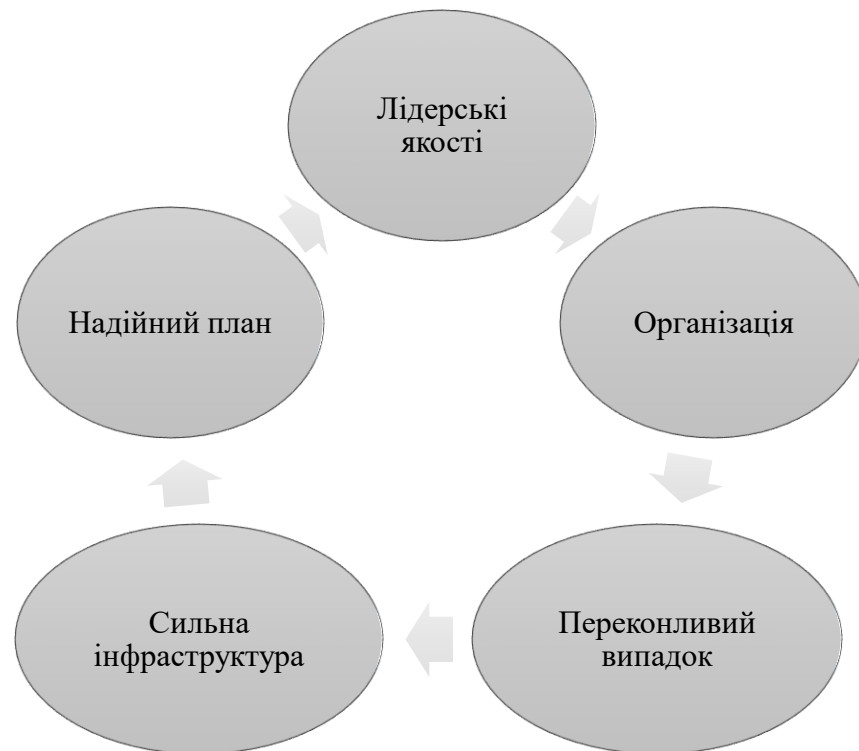 Лідерські
якості
Організація
Переконливий
випадок
Сильна
інфраструктура
Надійний план